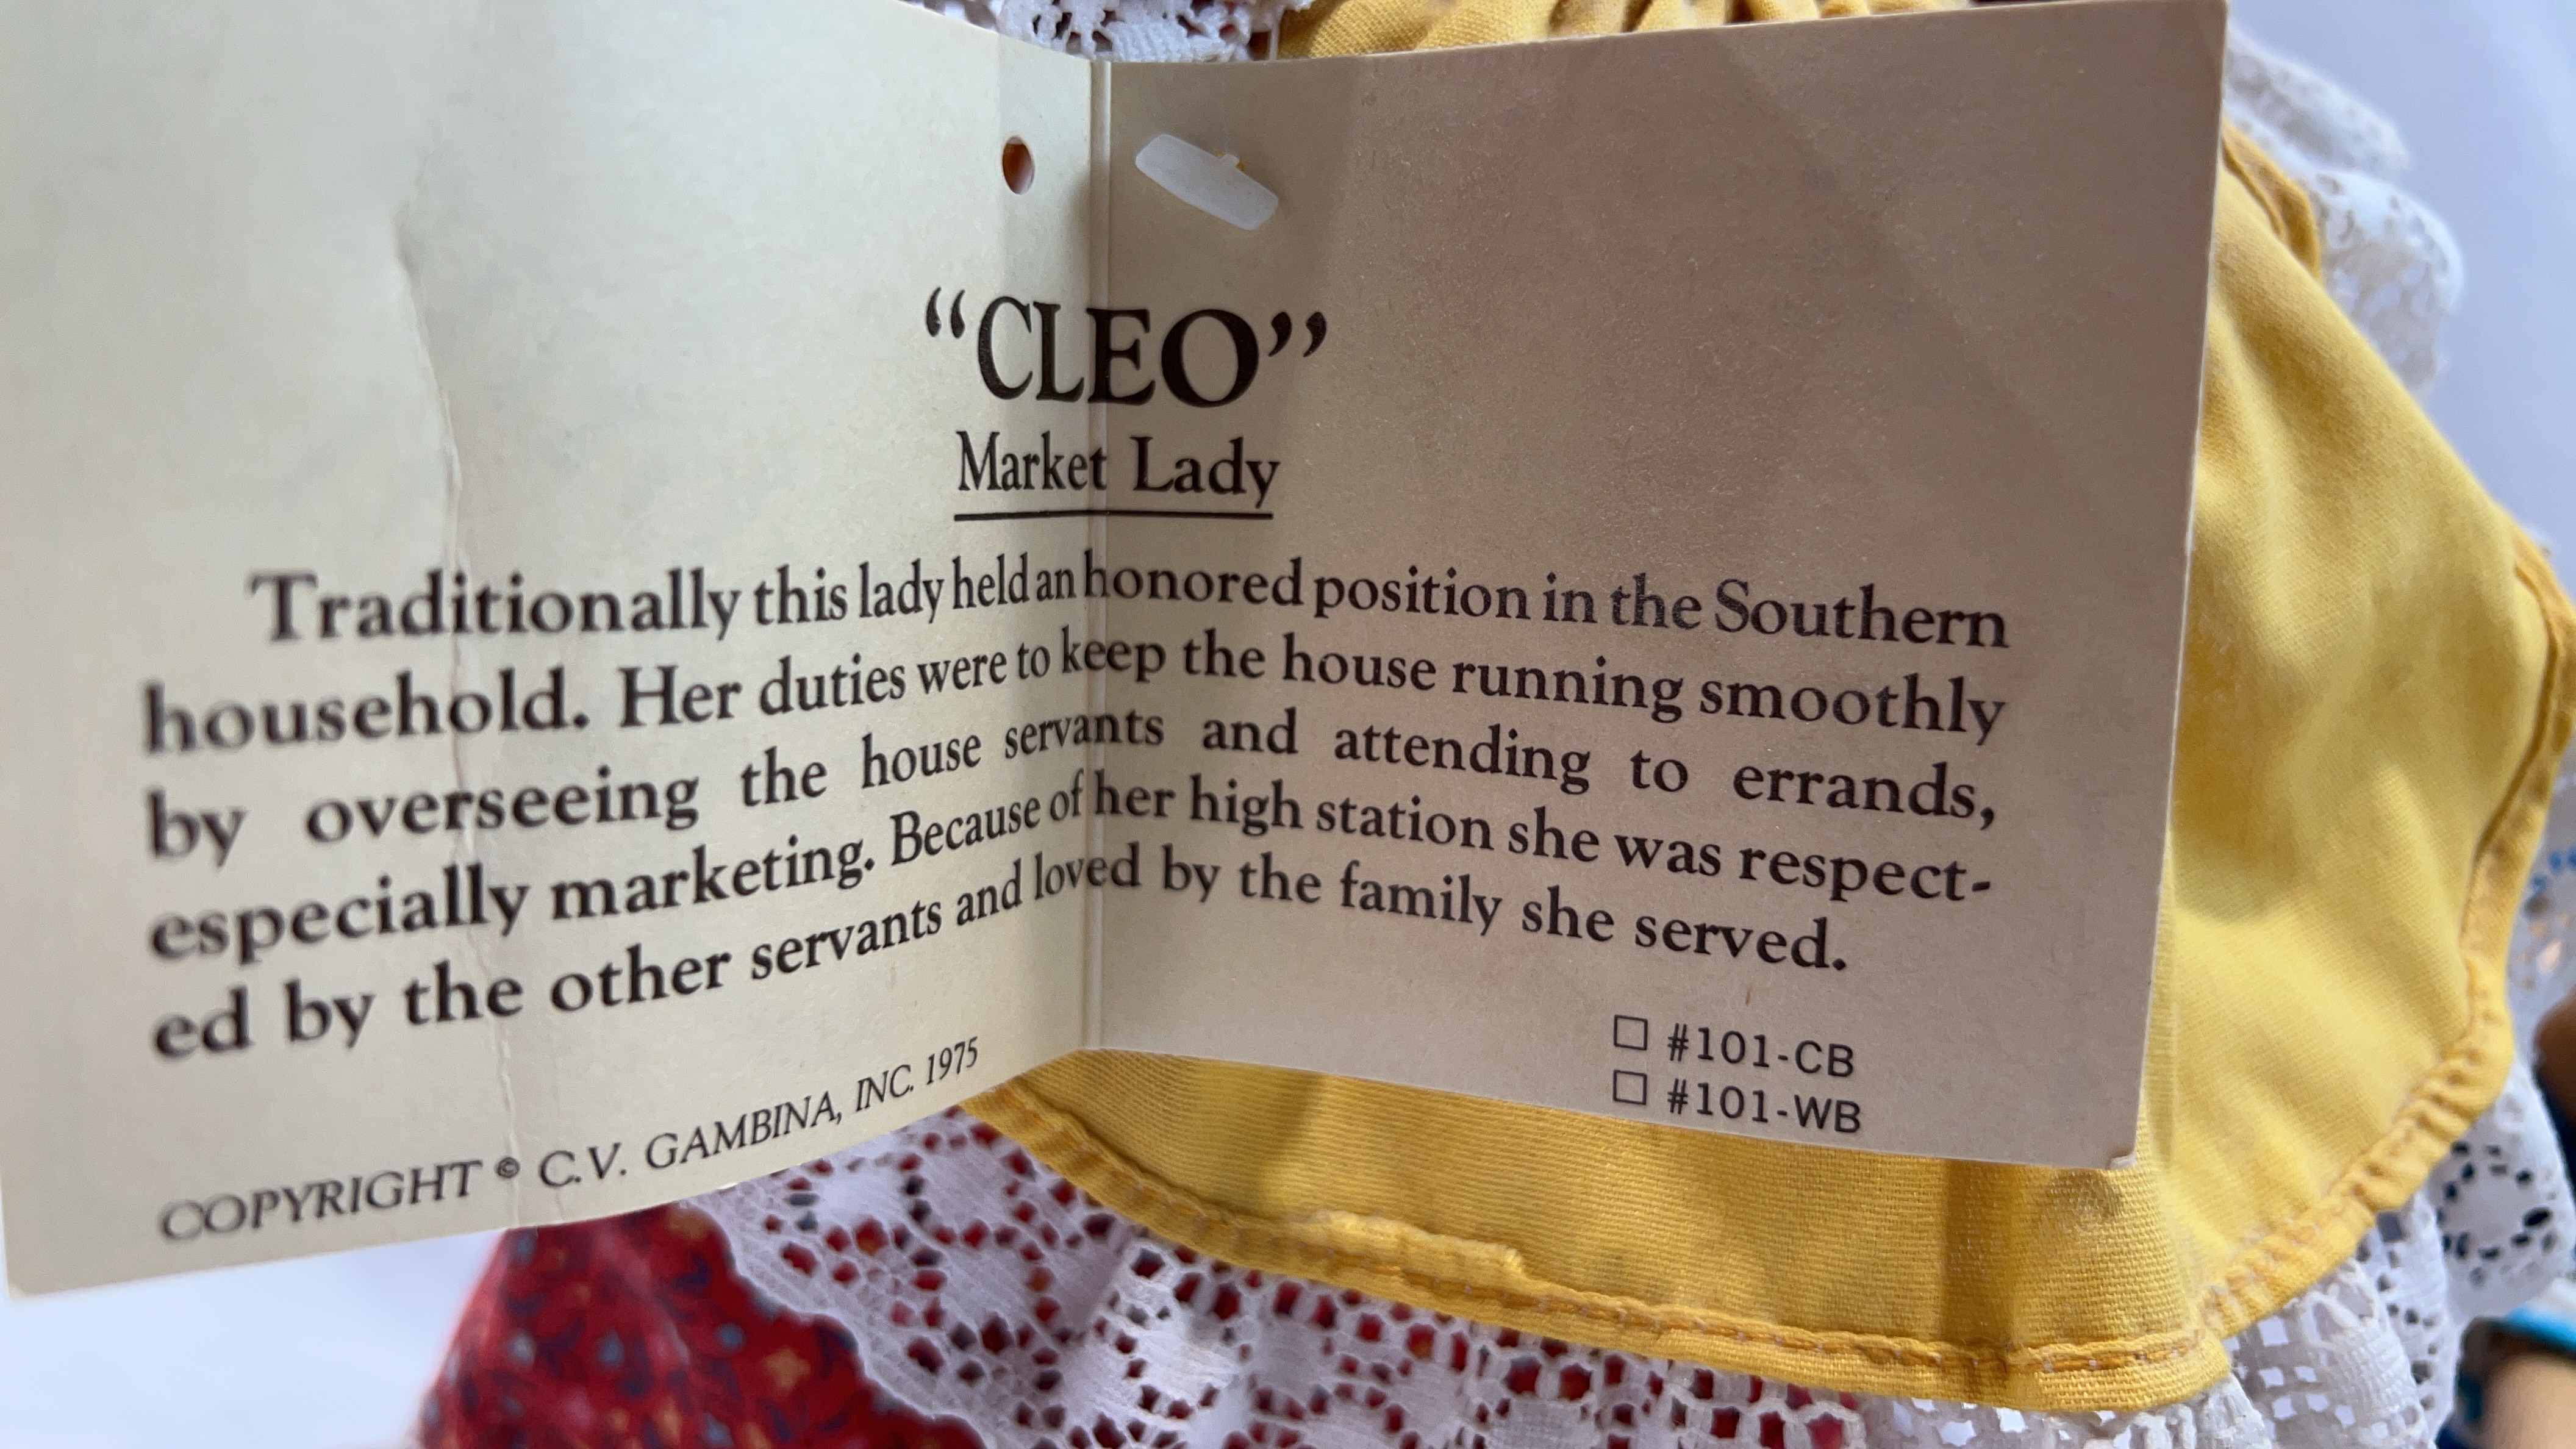 “CLEO”
Market Lady
Traditionally this lady held an honored position in the Southern
household. Her duties were to keep the house running smoothly
by overseeing the house servants and attending to errands,
especially marketing. Because of her high station she was respect-
ed by the other servants and loved by the family she served.
☐ #101-CB
☐ #101-WB
COPYRIGHT © C.V. GAMBINA, INC. 1975